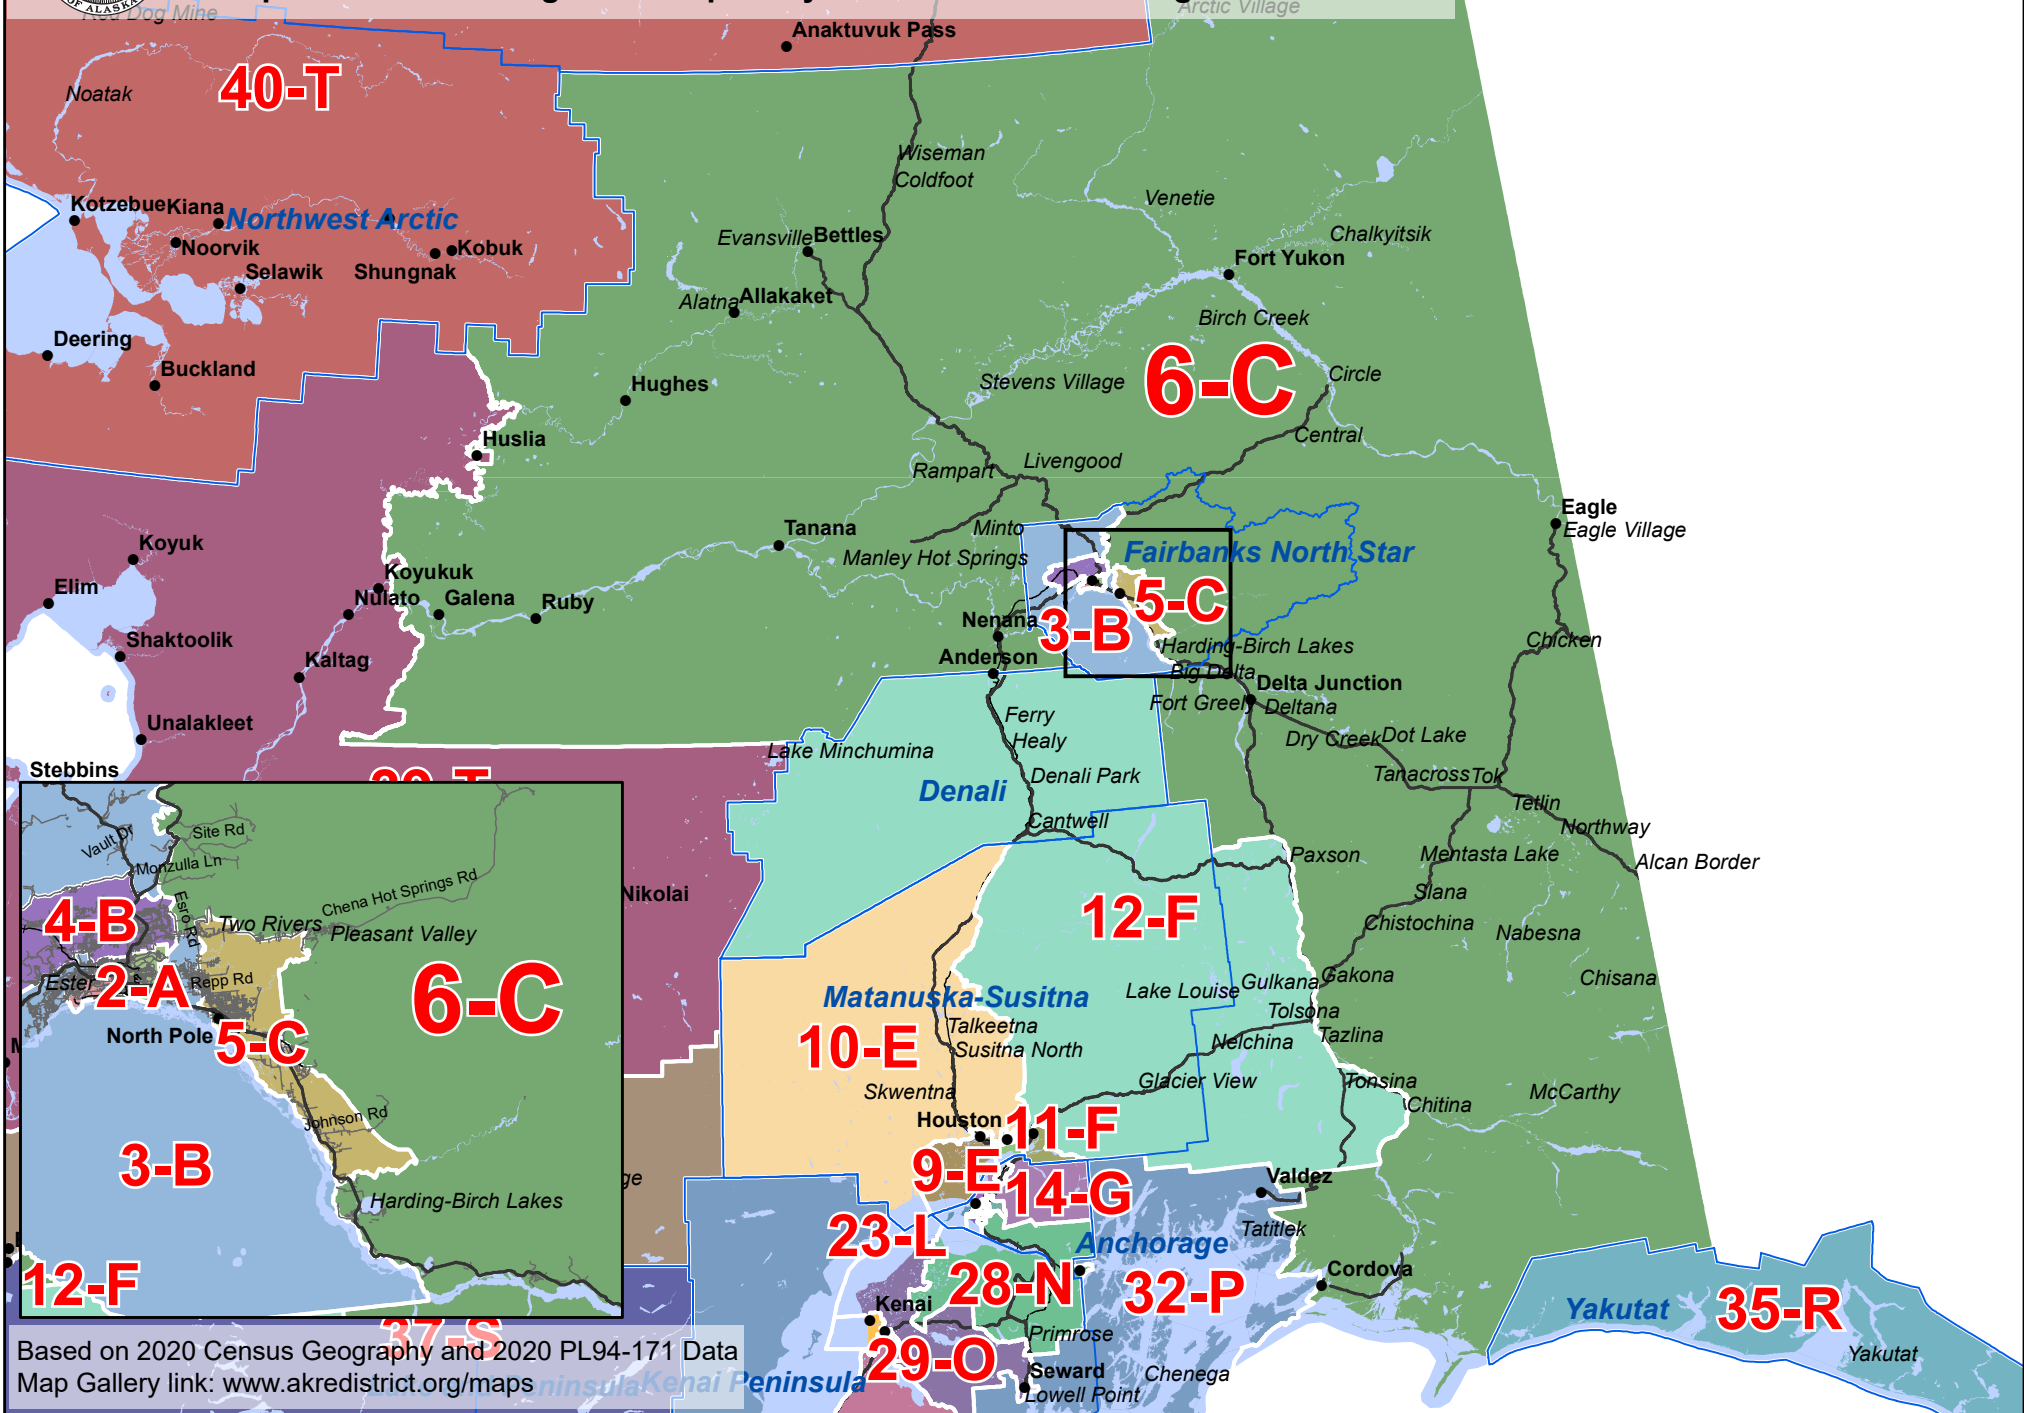 OF ALASKA
Red Dog Mine
Arctic Village
Anaktuvuk Pass
40-T
Noatak
Wiseman
Coldfoot
Venetie
Kotzebue
Kiana
Northwest Arctic
Noorvik
Kobuk
Selawik
Shungnak
Evansville
Bettles
Chalkyitsik
Fort Yukon
Alatna
Allakaket
Birch Creek
Deering
Buckland
Hughes
Stevens Village
6-C
Circle
Huslia
Central
Rampart
Livengood
Eagle
Eagle Village
Koyuk
Tanana
Minto
Manley Hot Springs
Fairbanks North Star
Koyukuk
Elim
Nulato
Galena
Ruby
5-C
Nenana
3-B
Shaktoolik
Kaltag
Anderson
Harding-Birch Lakes
Chicken
Big Delta
Delta Junction
Fort Greely
Deltana
Unalakleet
Ferry
Healy
Lake Minchumina
Dry Creek
Dot Lake
Stebbins
39-T
Denali Park
Denali
Tanacross
Tok
Tetlin
Cantwell
Northway
Paxson
Mentasta Lake
Alcan Border
Nikolai
Slana
12-F
Chistochina
Nabesna
Gakona
Chisana
Matanuska-Susitna
Lake Louise
Gulkana
Tolsona
Talkeetna
Susitna North
10-E
Nelchina
Tazlina
Skwentna
Glacier View
Tonsina
Chitina
McCarthy
Houston
11-F
9-E
14-G
Valdez
23-L
Anchorage
Tatitlek
28-N
32-P
Cordova
Kenai
Yakutat
35-R
Primrose
29-O
Yakutat
Seward
Lowell Point
Chenega
Kenai Peninsula
37-S
Vault Dr
Site Rd
Monzulla Ln
Esro Rd
Chena Hot Springs Rd
4-B
Two Rivers
Pleasant Valley
Ester
2-A
Repp Rd
6-C
North Pole
5-C
Johnson Rd
3-B
Harding-Birch Lakes
12-F
Based on 2020 Census Geography and 2020 PL94-171 Data
Map Gallery link: www.akredistrict.org/maps